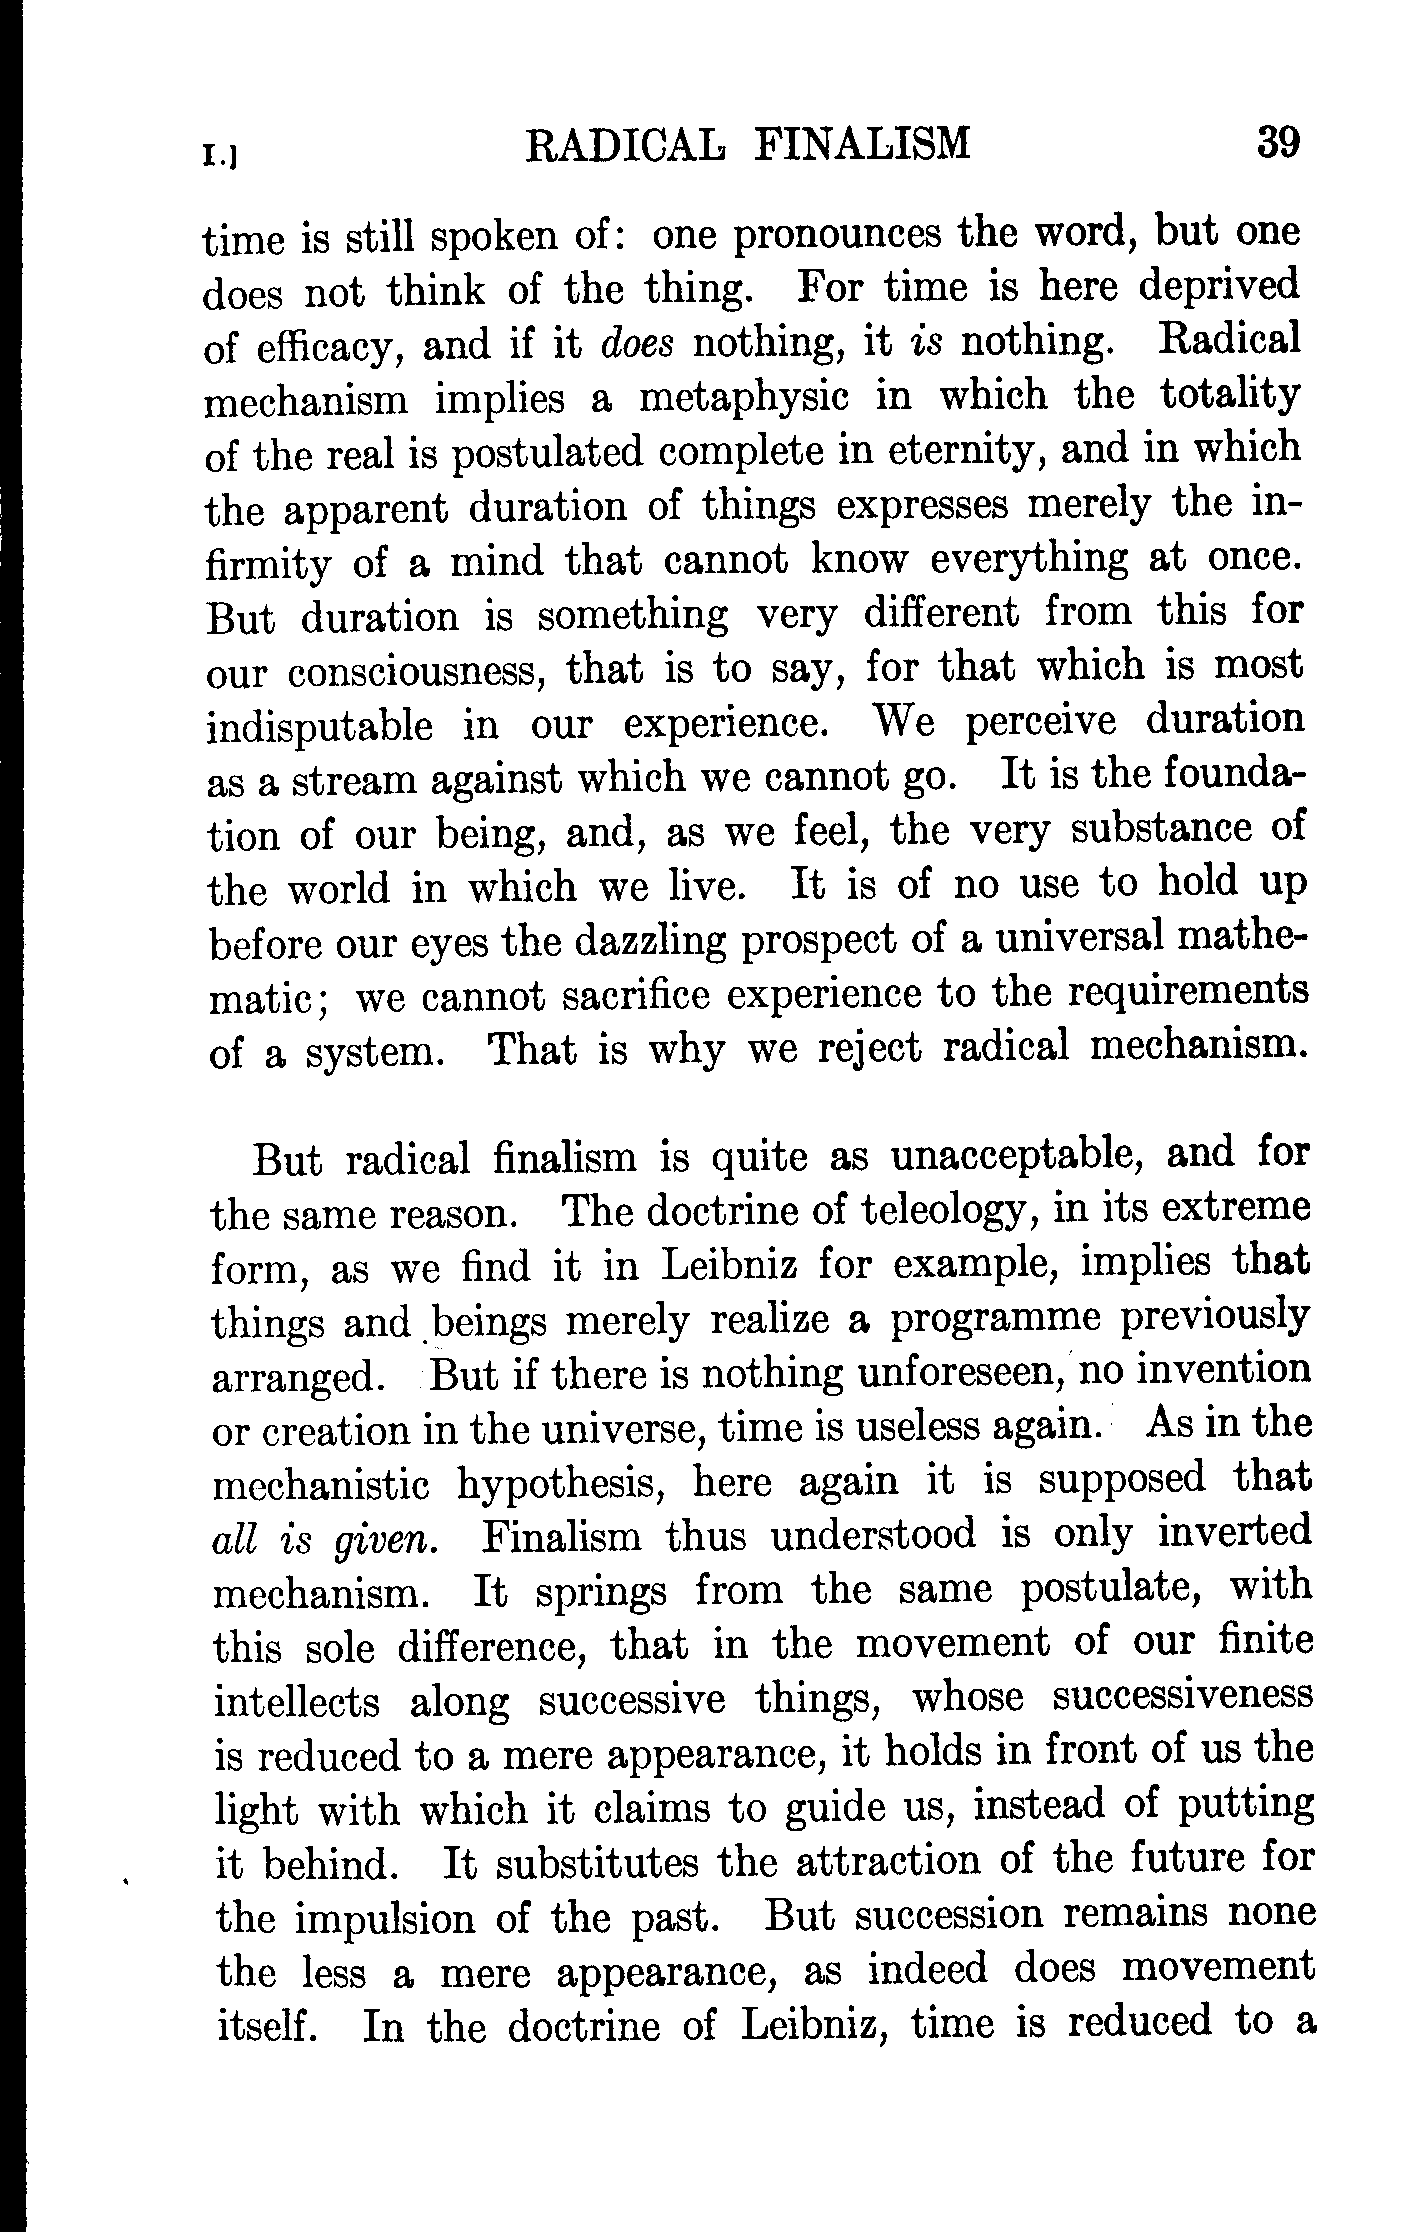 I.]
RADICAL FINALISM
39
time is still spoken of: one pronounces the word, but one
does not think of the thing. For time is here deprived
of efficacy, and if it does nothing, it is nothing. Radical
mechanism implies a metaphysic in which the totality
of the real is postulated complete in eternity, and in which
the apparent duration of things expresses merely the in-
firmity of a mind that cannot know everything at once.
But duration is something very different from this for
our consciousness, that is to say, for that which is most
indisputable in our experience. We perceive duration
as a stream against which we cannot go. It is the founda-
tion of our being, and, as we feel, the very substance of
the world in which we live. It is of no use to hold up
before our eyes the dazzling prospect of a universal mathe-
matic; we cannot sacrifice experience to the requirements
of a system. That is why we reject radical mechanism.
But radical finalism is quite as unacceptable, and for
the same reason. The doctrine of teleology, in its extreme
form, as we find it in Leibniz for example, implies that
things and beings merely realize a programme previously
arranged. But if there is nothing unforeseen, no invention
or creation in the universe, time is useless again. As in the
mechanistic hypothesis, here again it is supposed that
all is given. Finalism thus understood is only inverted
mechanism. It springs from the same postulate, with
this sole difference, that in the movement of our finite
intellects along successive things, whose successiveness
is reduced to a mere appearance, it holds in front of us the
light with which it claims to guide us, instead of putting
it behind. It substitutes the attraction of the future for
the impulsion of the past. But succession remains none
the less a mere appearance, as indeed does movement
itself. In the doctrine of Leibniz, time is reduced to a